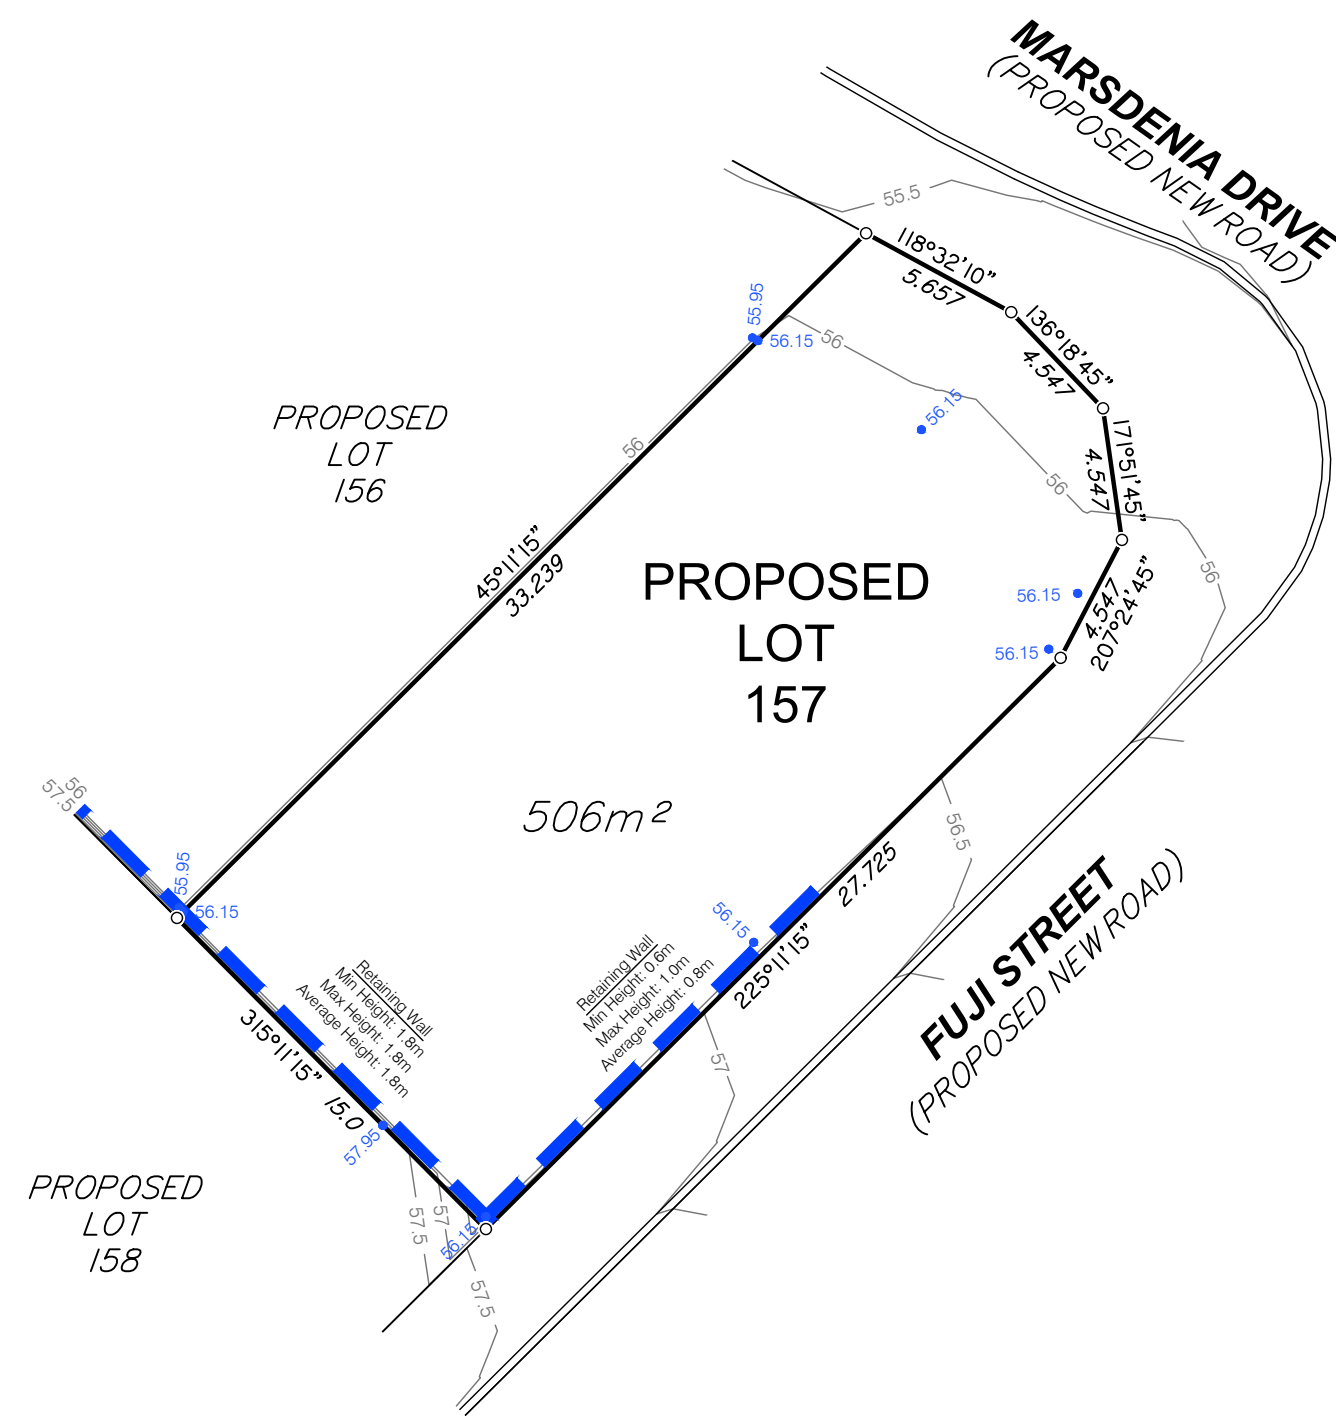 MARSDENIA DRIVE
(PROPOSED NEW ROAD)
55.5
118°32'10"
5.657
136°18'45"
4.547
55.95
56.15
56
56.15
56
171°51'45"
4.547
56
PROPOSED
LOT
156
56
45°11'15"
33.239
PROPOSED
LOT
157
56.15
56.15
4.547
207°24'45"
506m²
56
57.5
55.95
56.15
56.5
27.725
56.15
225°11'15"
Retaining Wall
Min Height: 0.6m
Max Height: 1.0m
Average Height: 0.8m
Retaining Wall
Min Height: 1.8m
Max Height: 1.8m
Average Height: 1.8m
315°11'15"
15.0
57.95
57
FUJI STREET
(PROPOSED NEW ROAD)
PROPOSED
LOT
158
57.5
57
56.15
57.5